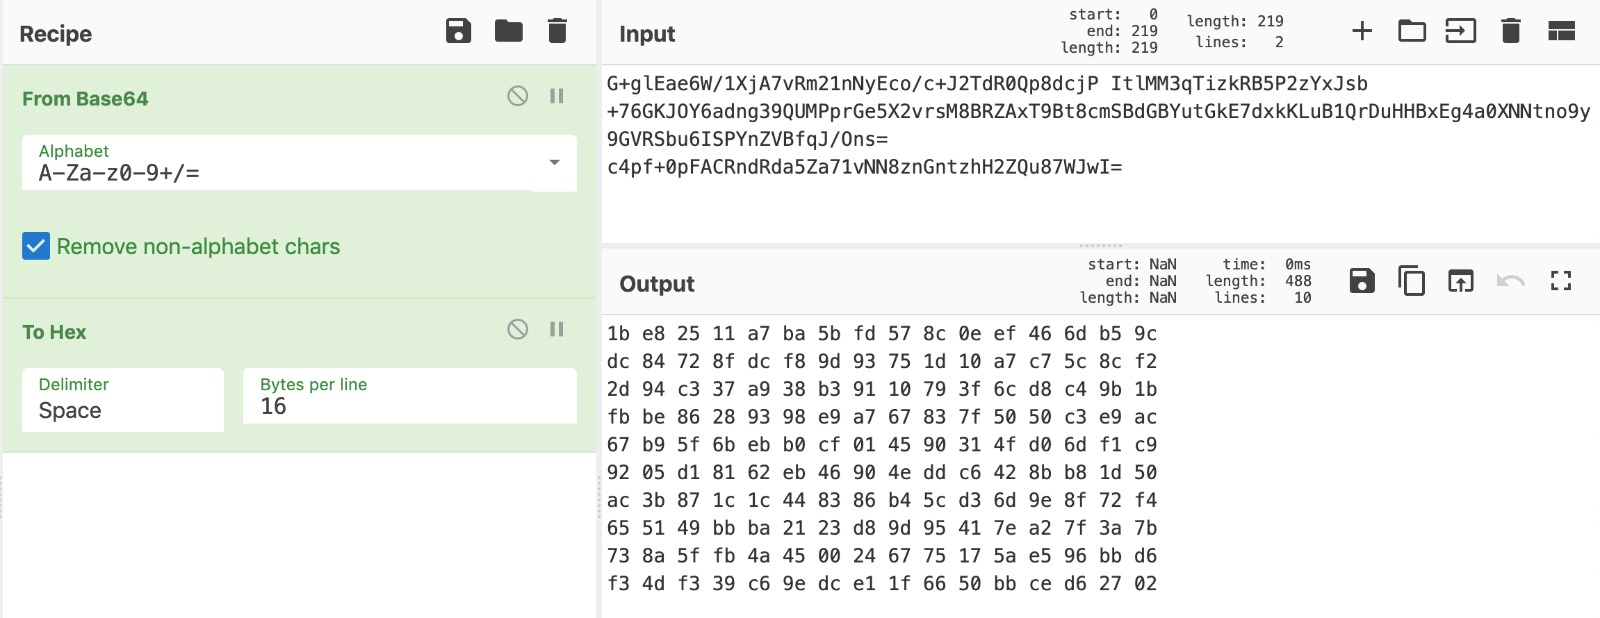 Recipe
From Base64
Alphabet
A-Za-z0-9+/=
Remove non-alphabet chars
To Hex
Delimiter
Space
Bytes per line
16
Input
start: 0
end: 219
length: 219
length: 219
lines: 2
G+glEae6W/1XjA7vRm21nNyEco/c+J2TdR0Qp8dcjP ItlMM3qTizkRB5P2zYxJsb
+76GKJOY6adng39QUMPprGe5X2vrsM8BRZAxT9Bt8cmSBdGBYutGkE7dxkKLuB1QrDuHHBxEg4a0XNNtno9y
9GVRSbu6ISPYnZVBfqJ/Ons=
c4pf+0pFACRndRda5Za71vNN8znGntzhH2ZQu87WJwI=
Output
start: NaN
end: NaN
length: NaN
time: 0ms
length: 488
lines: 10
1b e8 25 11 a7 ba 5b fd 57 8c 0e ef 46 6d b5 9c
dc 84 72 8f dc f8 9d 93 75 1d 10 a7 c7 5c 8c f2
2d 94 c3 37 a9 38 b3 91 10 79 3f 6c d8 c4 9b 1b
fb be 86 28 93 98 e9 a7 67 83 7f 50 50 c3 e9 ac
67 b9 5f 6b eb b0 cf 01 45 90 31 4f d0 6d f1 c9
92 05 d1 81 62 eb 46 90 4e dd c6 42 8b b8 1d 50
ac 3b 87 1c 1c 44 83 86 b4 5c d3 6d 9e 8f 72 f4
65 51 49 bb ba 21 23 d8 9d 95 41 7e a2 7f 3a 7b
73 8a 5f fb 4a 45 00 24 67 75 17 5a e5 96 bb d6
f3 4d f3 39 c6 9e dc e1 1f 66 50 bb ce d6 27 02